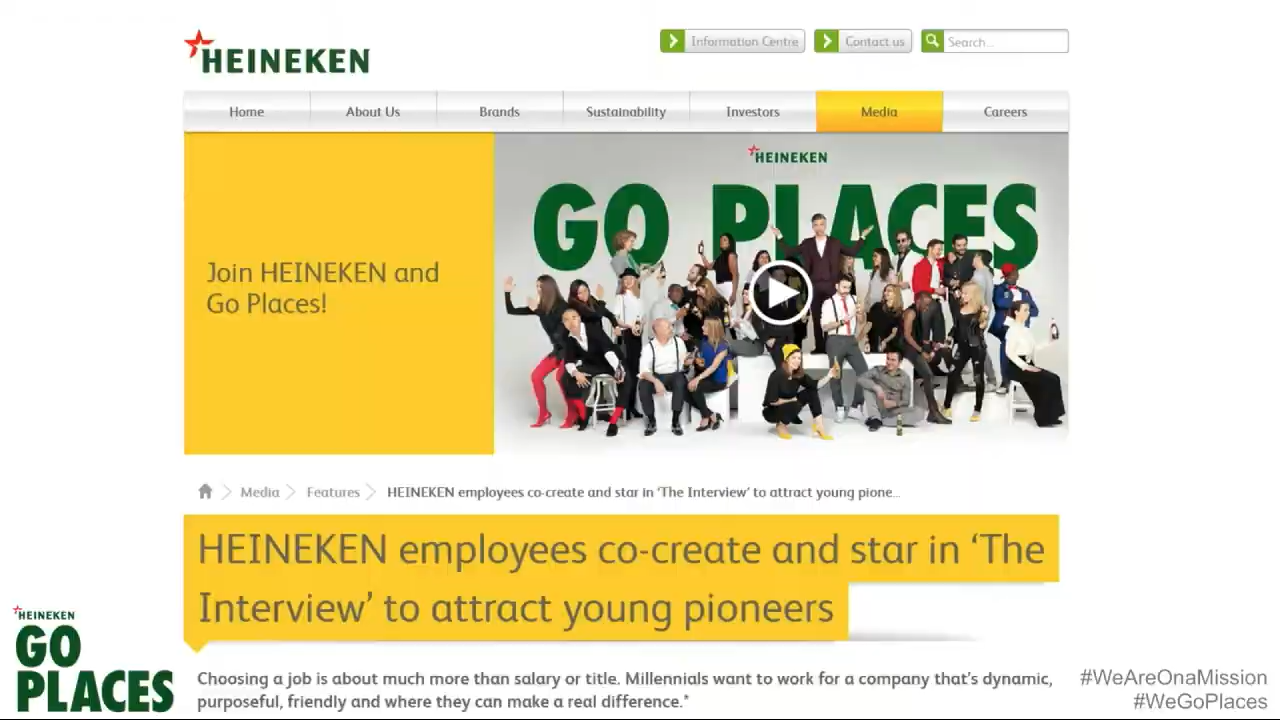 HEINEKEN
Information Centre
Contact us
Search...
Home
About Us
Brands
Sustainability
Investors
Media
Careers
HEINEKEN
GO PLACES
Join HEINEKEN and
Go Places!
Media
Features
HEINEKEN employees co-create and star in ‘The Interview’ to attract young pione...
HEINEKEN employees co-create and star in ‘The
Interview’ to attract young pioneers
HEINEKEN
GO
PLACES
Choosing a job is about much more than salary or title. Millennials want to work for a company that’s dynamic,
purposeful, friendly and where they can make a real difference.*
#WeAreOnaMission
#WeGoPlaces